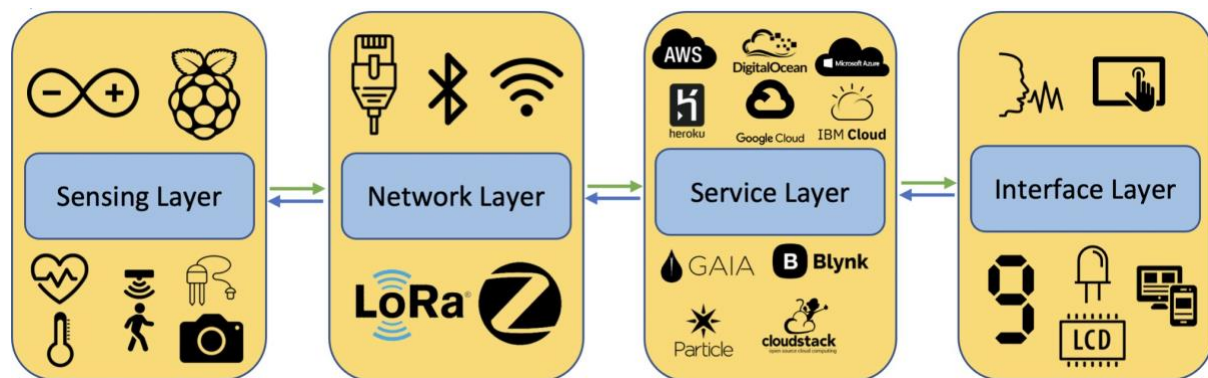 AWS
DigitalOcean
Microsoft Azure
heroku
Google Cloud
IBM Cloud
Sensing Layer
Network Layer
Service Layer
Interface Layer
LoRa®
Z
GAIA
B Blynk
Particle
cloudstack
open source cloud computing
9
LCD